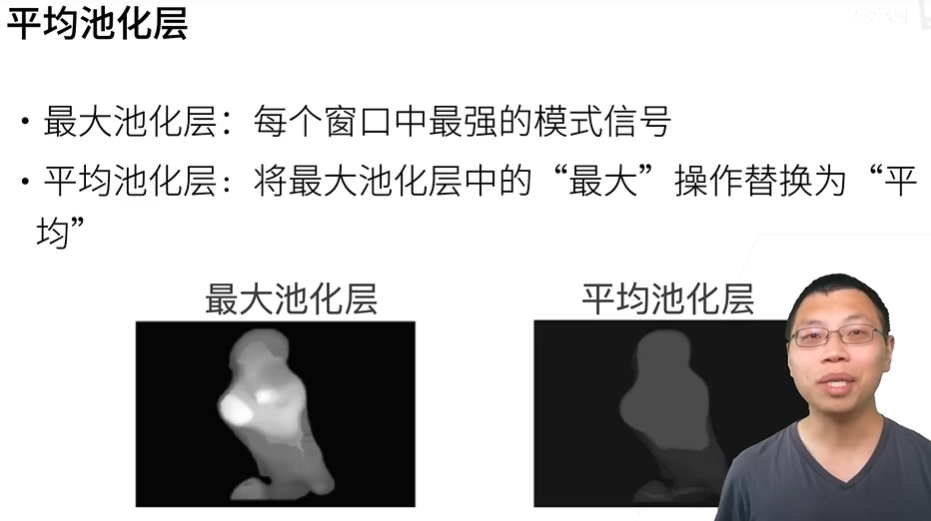 平均池化层
• 最大池化层：每个窗口中最强的模式信号
• 平均池化层：将最大池化层中的“最大”操作替换为“平
均”
最大池化层 平均池化层